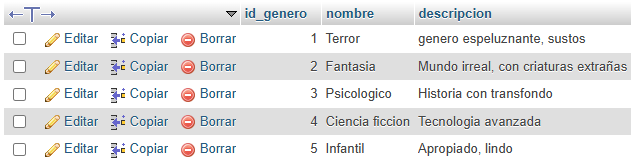 id_genero nombre descripcion
Editar Copiar Borrar 1 Terror genero espeluznante, sustos
Editar Copiar Borrar 2 Fantasia Mundo irreal, con criaturas extrañas
Editar Copiar Borrar 3 Psicologico Historia con transfondo
Editar Copiar Borrar 4 Ciencia ficcion Tecnologia avanzada
Editar Copiar Borrar 5 Infantil Apropiado, lindo